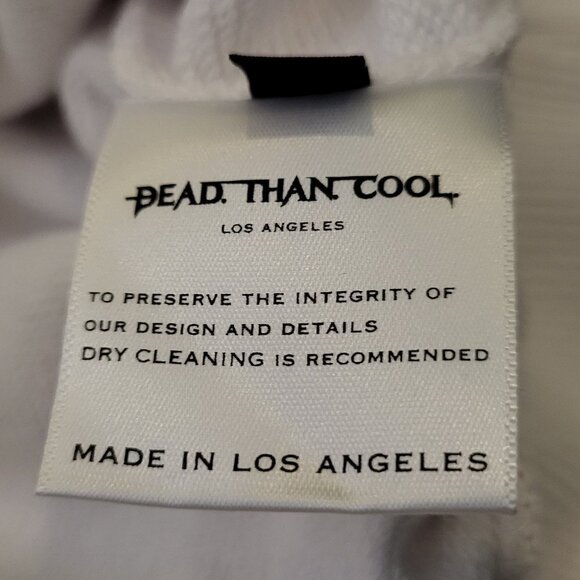 DEAD. THAN. COOL.
LOS ANGELES
TO PRESERVE THE INTEGRITY OF
OUR DESIGN AND DETAILS
DRY CLEANING IS RECOMMENDED
MADE IN LOS ANGELES